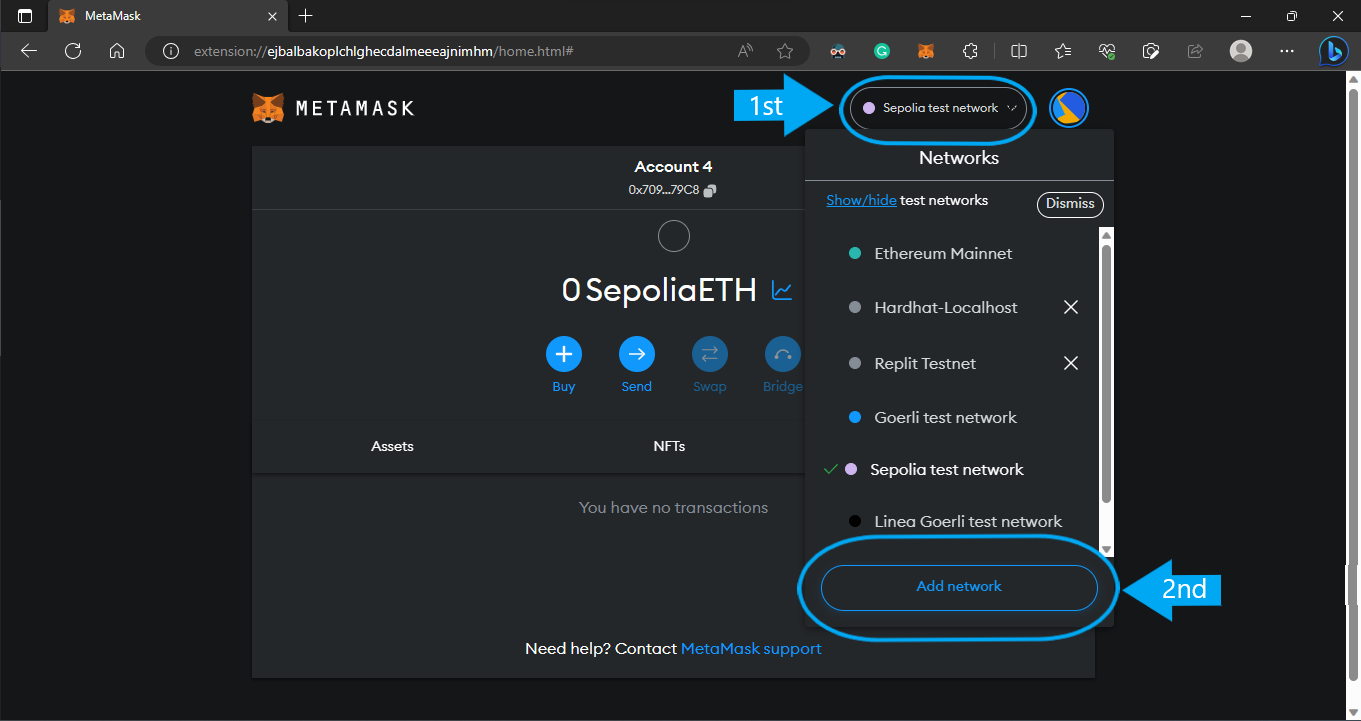 MetaMask
extension://ejbalbakoplchlghecdalmeeeajnimhm/home.html#
METAMASK
1st
Sepolia test network
Networks
Account 4
0x709...79C8
Show/hide test networks
Dismiss
Ethereum Mainnet
0 SepoliaETH
Hardhat-Localhost
Buy
Send
Swap
Bridge
Replit Testnet
Goerli test network
Assets
NFTs
Sepolia test network
You have no transactions
Linea Goerli test network
Add network
2nd
Need help? Contact MetaMask support